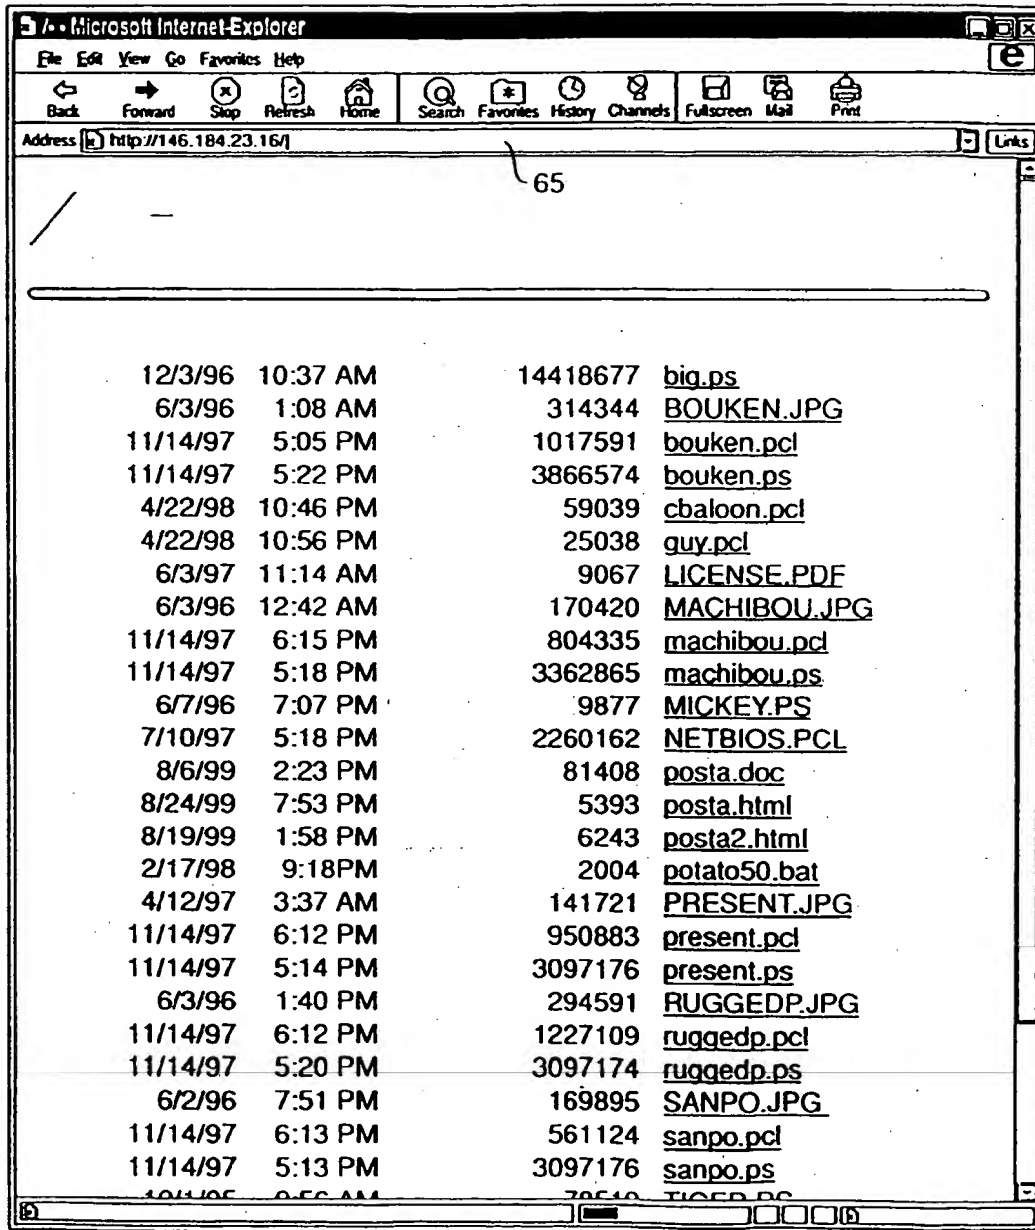 / - - Microsoft Internet-Explorer
File Edit View Go Favorites Help
Back Forward Stop Refresh Home Search Favorites History Channels Fullscreen Mail Print
Address http://146.184.23.16/ Links
65
/ –
12/3/96 10:37 AM 14418677 big.ps
6/3/96 1:08 AM 314344 BOUKEN.JPG
11/14/97 5:05 PM 1017591 bouken.pcl
11/14/97 5:22 PM 3866574 bouken.ps
4/22/98 10:46 PM 59039 cbaloon.pcl
4/22/98 10:56 PM 25038 guy.pcl
6/3/97 11:14 AM 9067 LICENSE.PDF
6/3/96 12:42 AM 170420 MACHIBOU.JPG
11/14/97 6:15 PM 804335 machibou.pcl
11/14/97 5:18 PM 3362865 machibou.ps
6/7/96 7:07 PM 9877 MICKEY.PS
7/10/97 5:18 PM 2260162 NETBIOS.PCL
8/6/99 2:23 PM 81408 posta.doc
8/24/99 7:53 PM 5393 posta.html
8/19/99 1:58 PM 6243 posta2.html
2/17/98 9:18PM 2004 potato50.bat
4/12/97 3:37 AM 141721 PRESENT.JPG
11/14/97 6:12 PM 950883 present.pcl
11/14/97 5:14 PM 3097176 present.ps
6/3/96 1:40 PM 294591 RUGGEDP.JPG
11/14/97 6:12 PM 1227109 ruggedp.pcl
11/14/97 5:20 PM 3097174 ruggedp.ps
6/2/96 7:51 PM 169895 SANPO.JPG
11/14/97 6:13 PM 561124 sanpo.pcl
11/14/97 5:13 PM 3097176 sanpo.ps